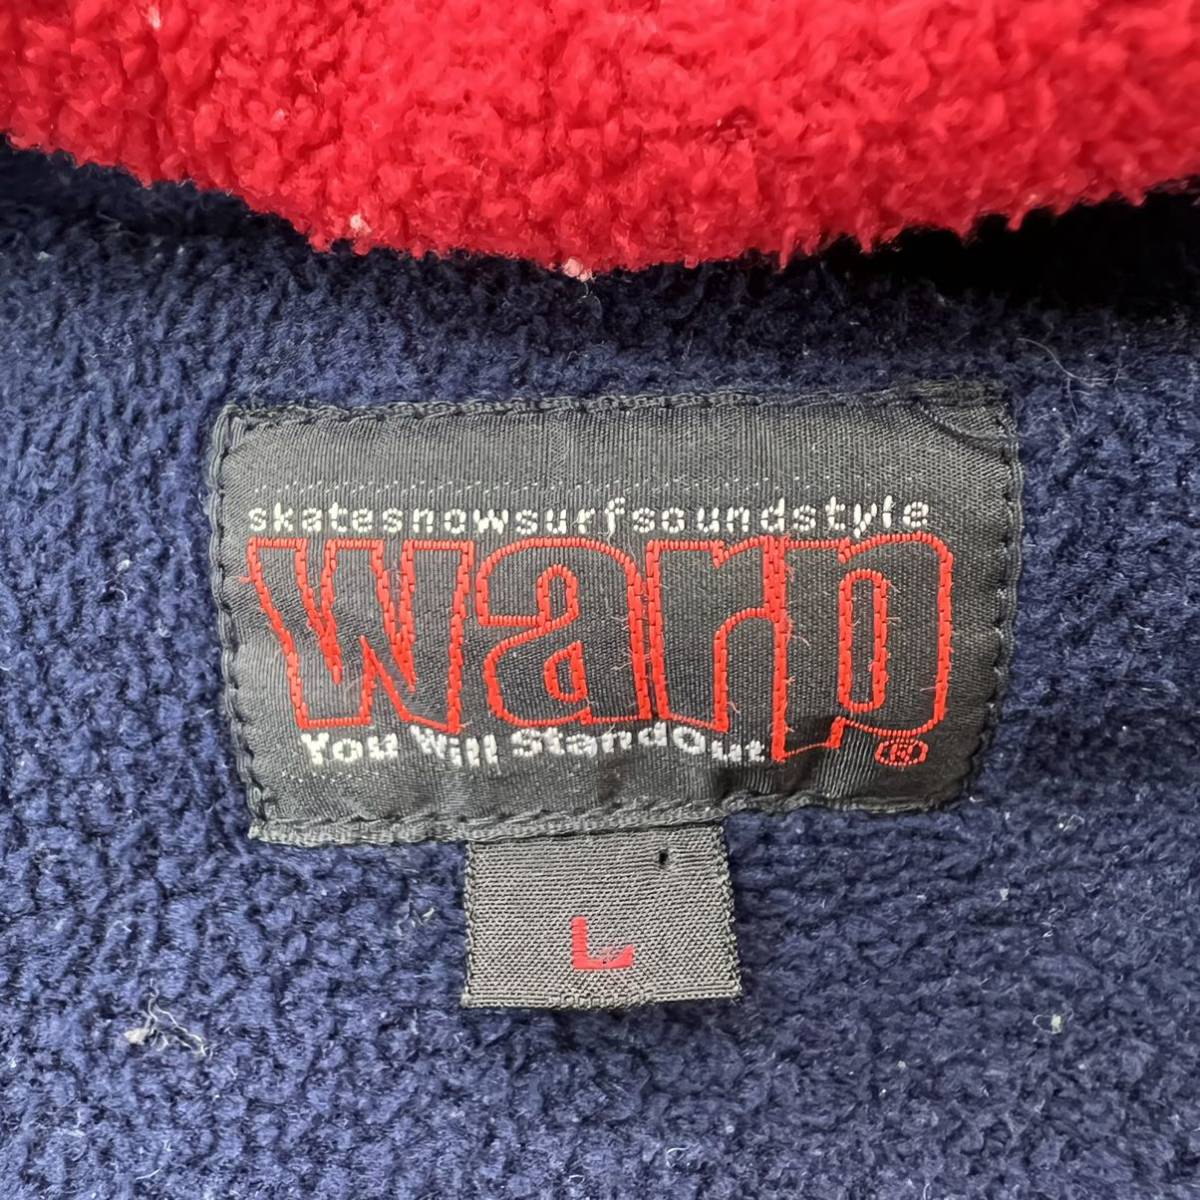 skatesnowsurfsoundstyle
warp
You Will StandOut
®
L